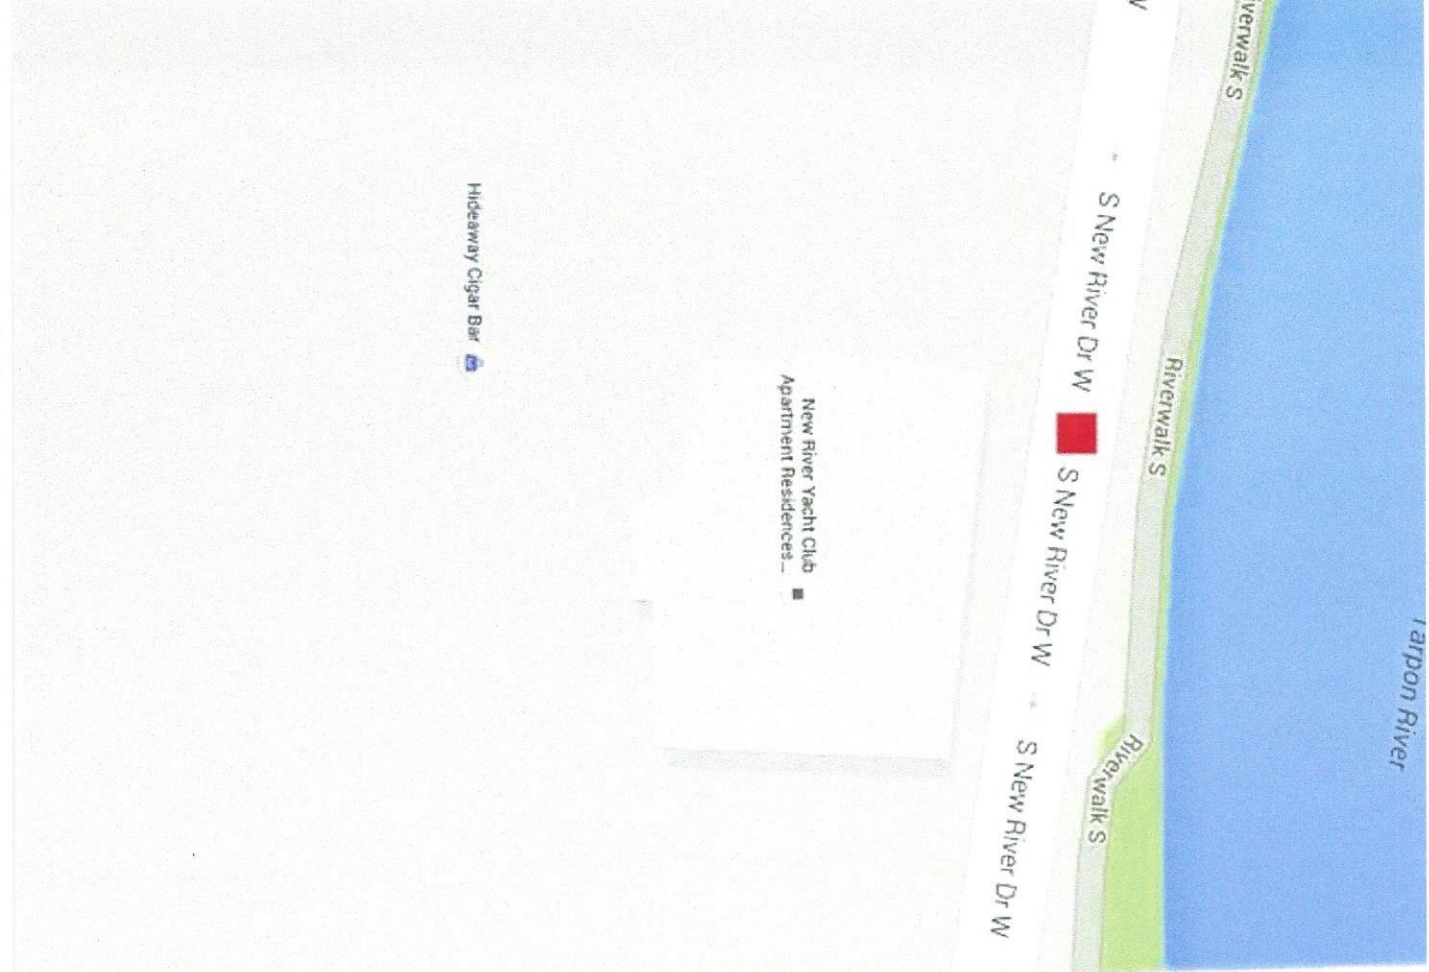 Tarpon River
iverwalk S
Riverwalk S
Riverwalk S
W
S New River Dr W
S New River Dr W
S New River Dr W
New River Yacht Club
Apartment Residences...
Hideaway Cigar Bar